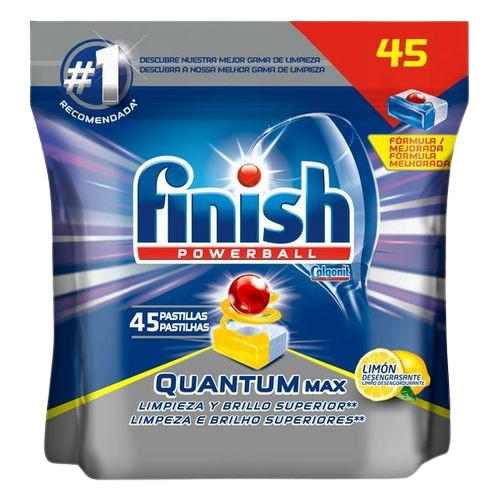 #1
RECOMENDADA*
DESCUBRE NUESTRA MEJOR GAMA DE LIMPIEZA
DESCUBRA A NOSSA MELHOR GAMA DE LIMPEZA
45
FÓRMULA /
MEJORADA
FÓRMULA
MELHORADA
finish
POWERBALL
Calgonit
45 PASTILLAS
PASTILHAS
LIMÓN
DESENGRASANTE
LIMÃO DESENGORDURANTE
QUANTUM MAX
LIMPIEZA Y BRILLO SUPERIOR**
LIMPEZA E BRILHO SUPERIORES**